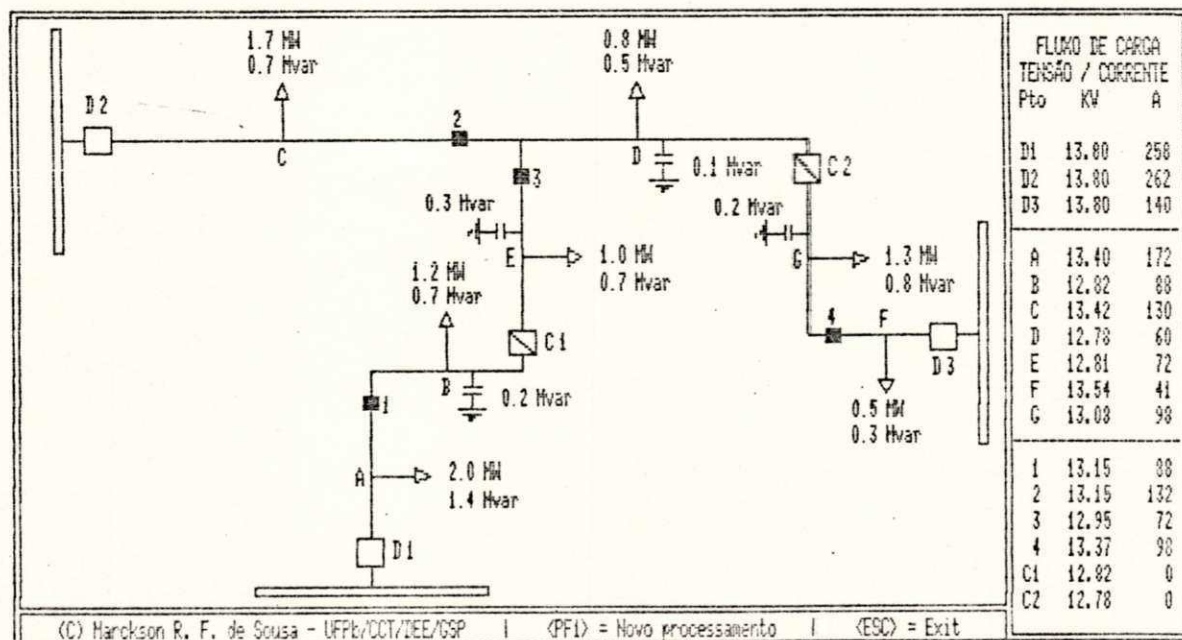 1.7 MW
0.7 Mvar
0.8 MW
0.5 Mvar
D2
C
2
3
D
0.1 Mvar
C2
0.3 Mvar
E
1.0 MW
0.7 Mvar
0.2 Mvar
G
1.3 MW
0.8 Mvar
1.2 MW
0.7 Mvar
C1
B
0.2 Mvar
1
4
F
D3
0.5 MW
0.3 Mvar
A
2.0 MW
1.4 Mvar
D1
FLUXO DE CARGA
TENSÃO / CORRENTE
Pto KV A
D1 13.80 258
D2 13.80 262
D3 13.80 140
A 13.40 172
B 12.82 88
C 13.42 130
D 12.78 60
E 12.81 72
F 13.54 41
G 13.08 98
1 13.15 88
2 13.15 132
3 12.95 72
4 13.37 98
C1 12.82 0
C2 12.78 0
(C) Marckson R. F. de Sousa - UFPb/CCT/DEE/GSP | <PF1> = Novo processamento | <ESC> = Exit